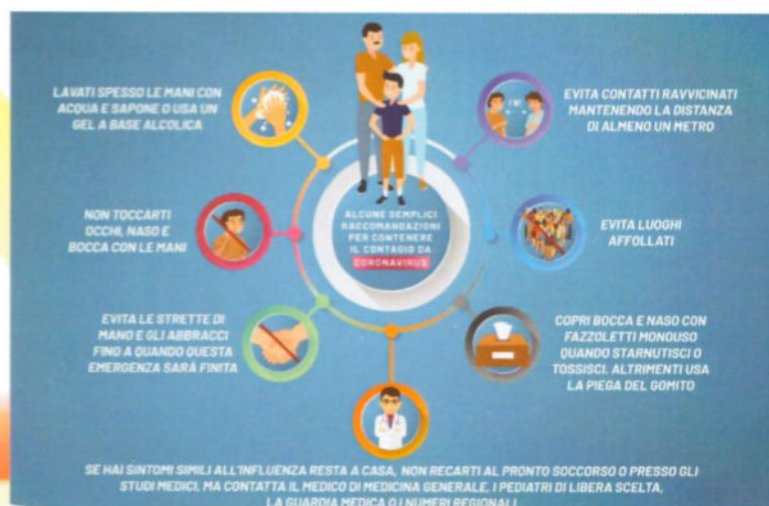 LAVATI SPESSO LE MANI CON
ACQUA E SAPONE O USA UN
GEL A BASE ALCOLICA
NON TOCCARTI
OCCHI, NASO E
BOCCA CON LE MANI
EVITA LE STRETTE DI
MANO E GLI ABBRACCI
FINO A QUANDO QUESTA
EMERGENZA SARÀ FINITA
ALCUNE SEMPLICI
RACCOMANDAZIONI
PER CONTENERE
IL CONTAGIO DA
CORONAVIRUS
EVITA CONTATTI RAVVICINATI
MANTENENDO LA DISTANZA
DI ALMENO UN METRO
EVITA LUOGHI
AFFOLLATI
COPRI BOCCA E NASO CON
FAZZOLETTI MONOUSO
QUANDO STARNUTISCI O
TOSSISCI. ALTRIMENTI USA
LA PIEGA DEL GOMITO
SE HAI SINTOMI SIMILI ALL'INFLUENZA RESTA A CASA, NON RECARTI AL PRONTO SOCCORSO O PRESSO GLI
STUDI MEDICI, MA CONTATTA IL MEDICO DI MEDICINA GENERALE, I PEDIATRI DI LIBERA SCELTA,
LA GUARDIA MEDICA O I NUMERI REGIONALI